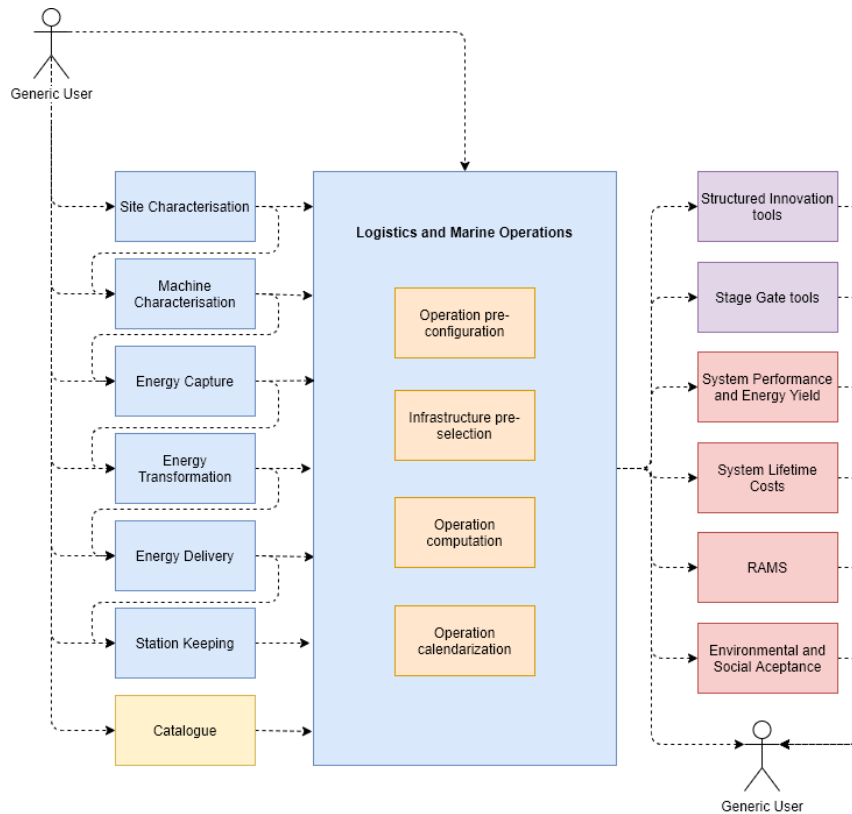 Generic User
Site Characterisation
Machine
Characterisation
Energy Capture
Energy
Transformation
Energy Delivery
Station Keeping
Catalogue
Logistics and Marine Operations
Operation pre-
configuration
Infrastructure pre-
selection
Operation
computation
Operation
calendarization
Structured Innovation
tools
Stage Gate tools
System Performance
and Energy Yield
System Lifetime
Costs
RAMS
Environmental and
Social Aceptance
Generic User